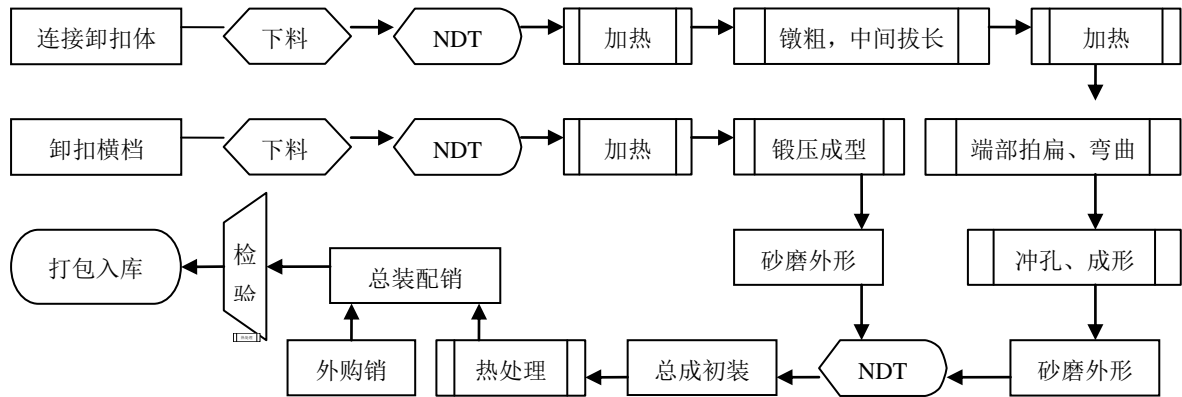 连接卸扣体
下料
NDT
加热
镦粗，中间拔长
加热
卸扣横档
下料
NDT
加热
锻压成型
端部拍扁、弯曲
打包入库
检
验
总装配销
砂磨外形
冲孔、成形
外购销
热处理
总成初装
NDT
砂磨外形